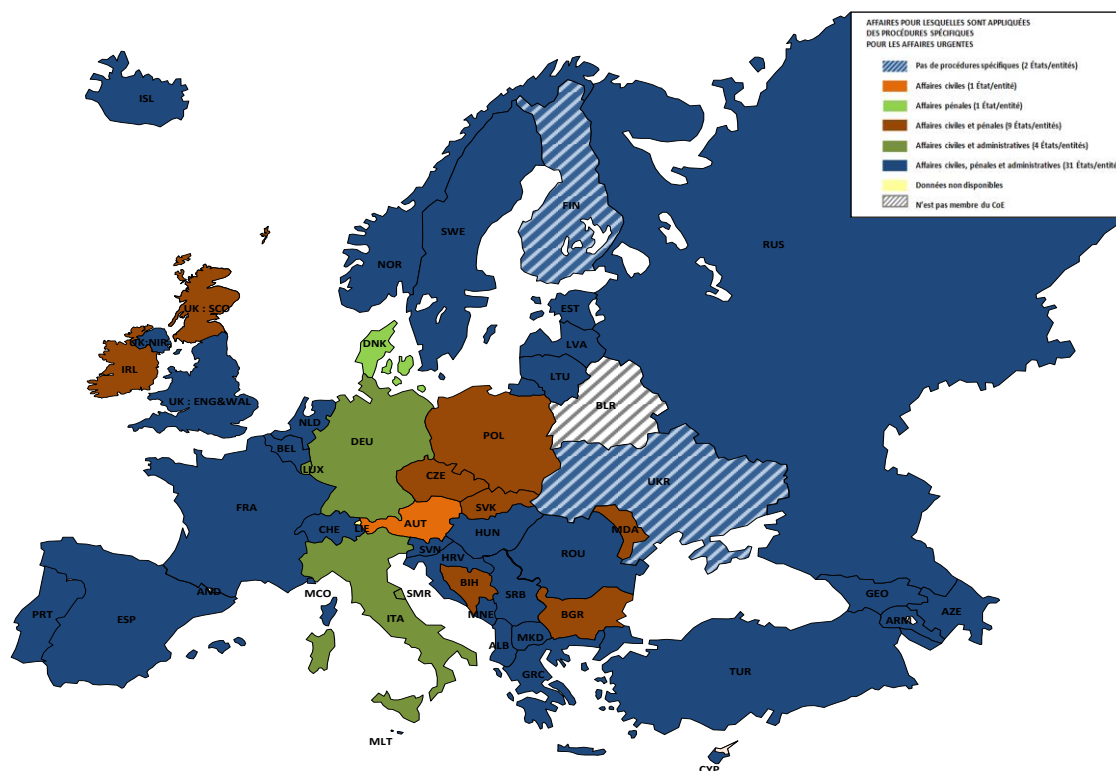 AFFAIRES POUR LESQUELLES SONT APPLIQUÉES
DES PROCÉDURES SPÉCIFIQUES
POUR LES AFFAIRES URGENTES
Pas de procédures spécifiques (2 États/entités)
Affaires civiles (1 État/entité)
Affaires pénales (1 État/entité)
Affaires civiles et pénales (9 États/entités)
Affaires civiles et administratives (4 États/entités)
Affaires civiles, pénales et administratives (31 États/entité
Données non disponibles
N'est pas membre du CoE
ISL
FIN
SWE
NOR
RUS
EST
UK : SCO
LVA
DNK
UK:NIR
IRL
LTU
UK : ENG&WAL
BLR
NLD
DEU
POL
BEL
LUX
CZE
UKR
FRA
SVK
CHE
LIE
AUT
MDA
HUN
SVN
HRV
ROU
BIH
AND
MCO
SMR
SRB
GEO
PRT
ESP
ITA
MNE
BGR
AZE
ARM
ALB
MKD
GRC
TUR
MLT
CYP